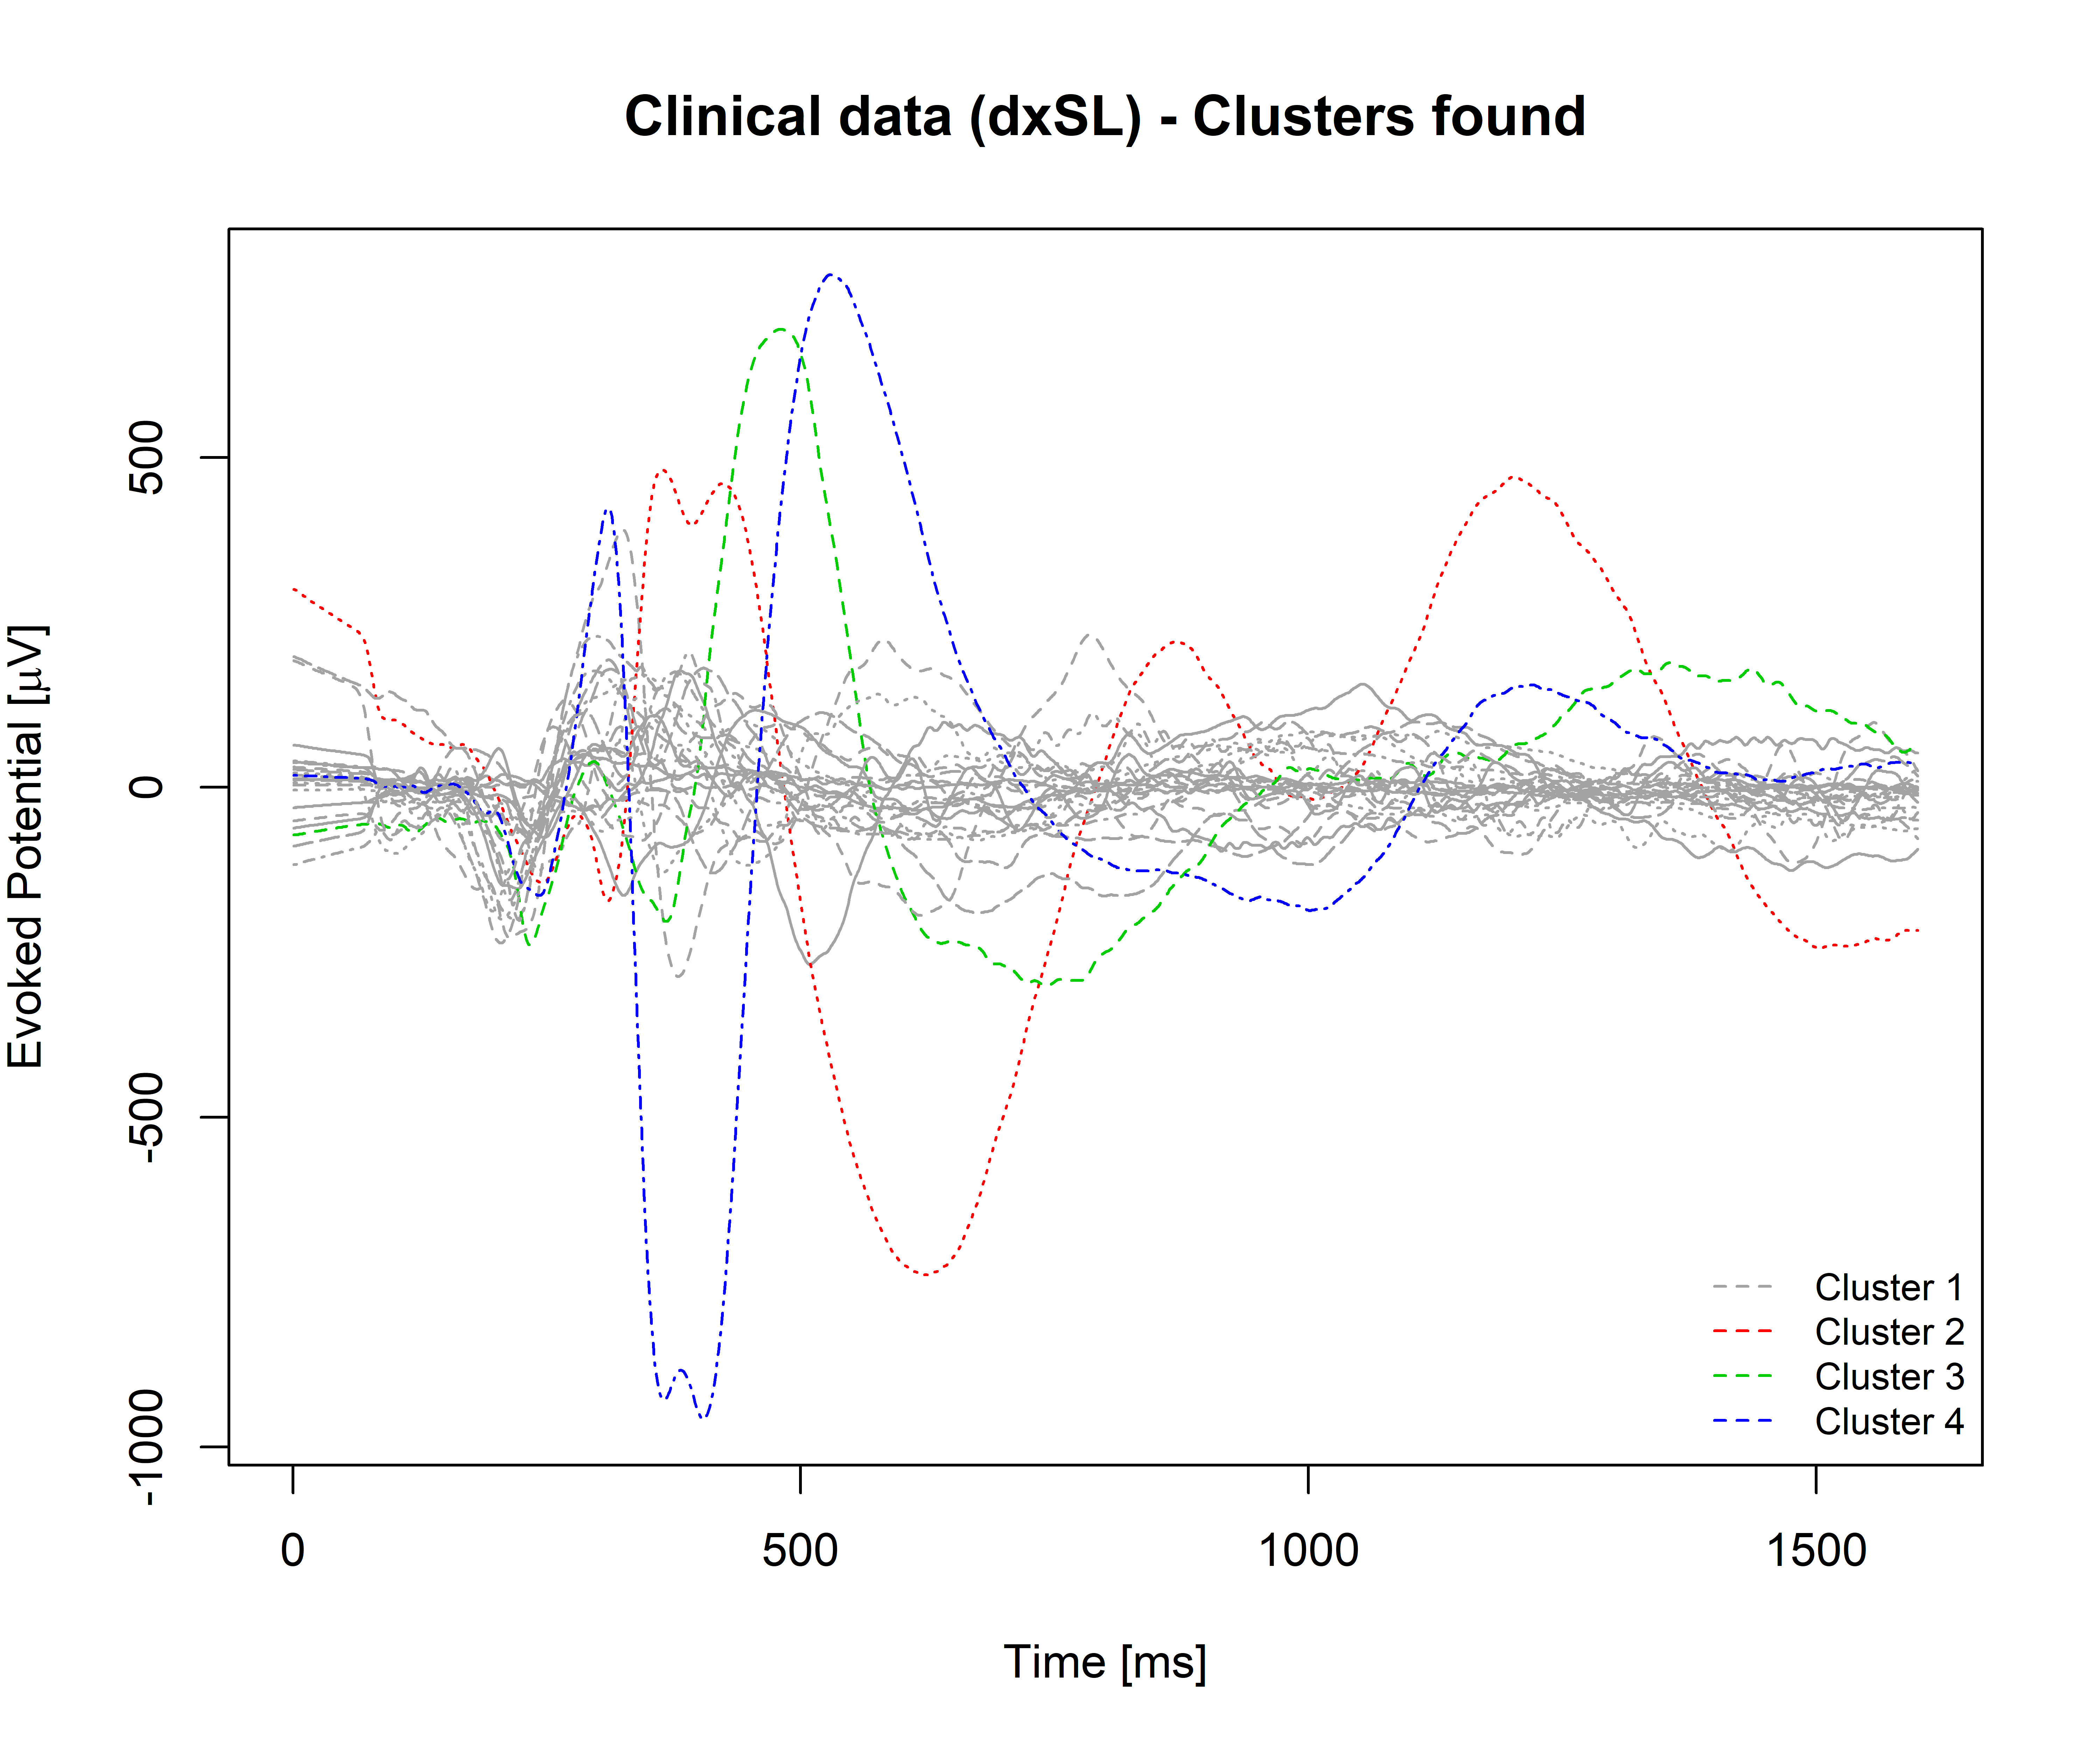 Clinical data (dxSL) - Clusters found
Evoked Potential [μV]
500
0
-500
-1000
Cluster 1
Cluster 2
Cluster 3
Cluster 4
0 500 1000 1500
Time [ms]